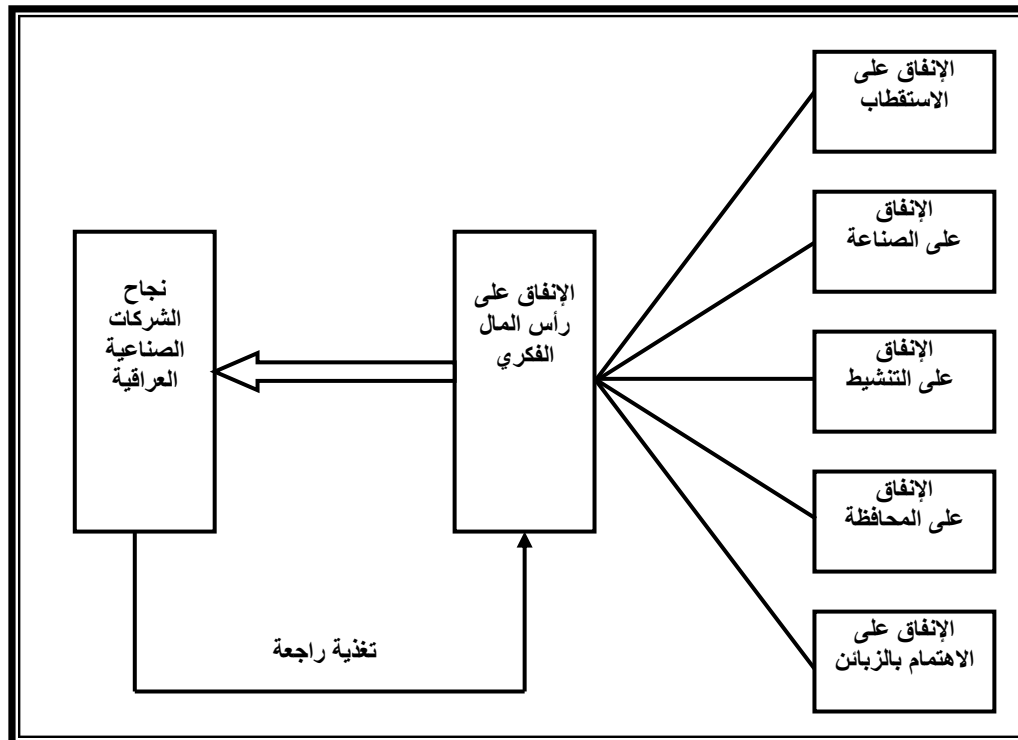 الإنفاق على
الاستقطاب
الإنفاق
على الصناعة
الإنفاق
على التنشيط
الإنفاق
على المحافظة
الإنفاق على
الاهتمام بالزبائن
الإنفاق على
رأس المال
الفكري
نجاح
الشركات
الصناعية
العراقية
تغذية راجعة